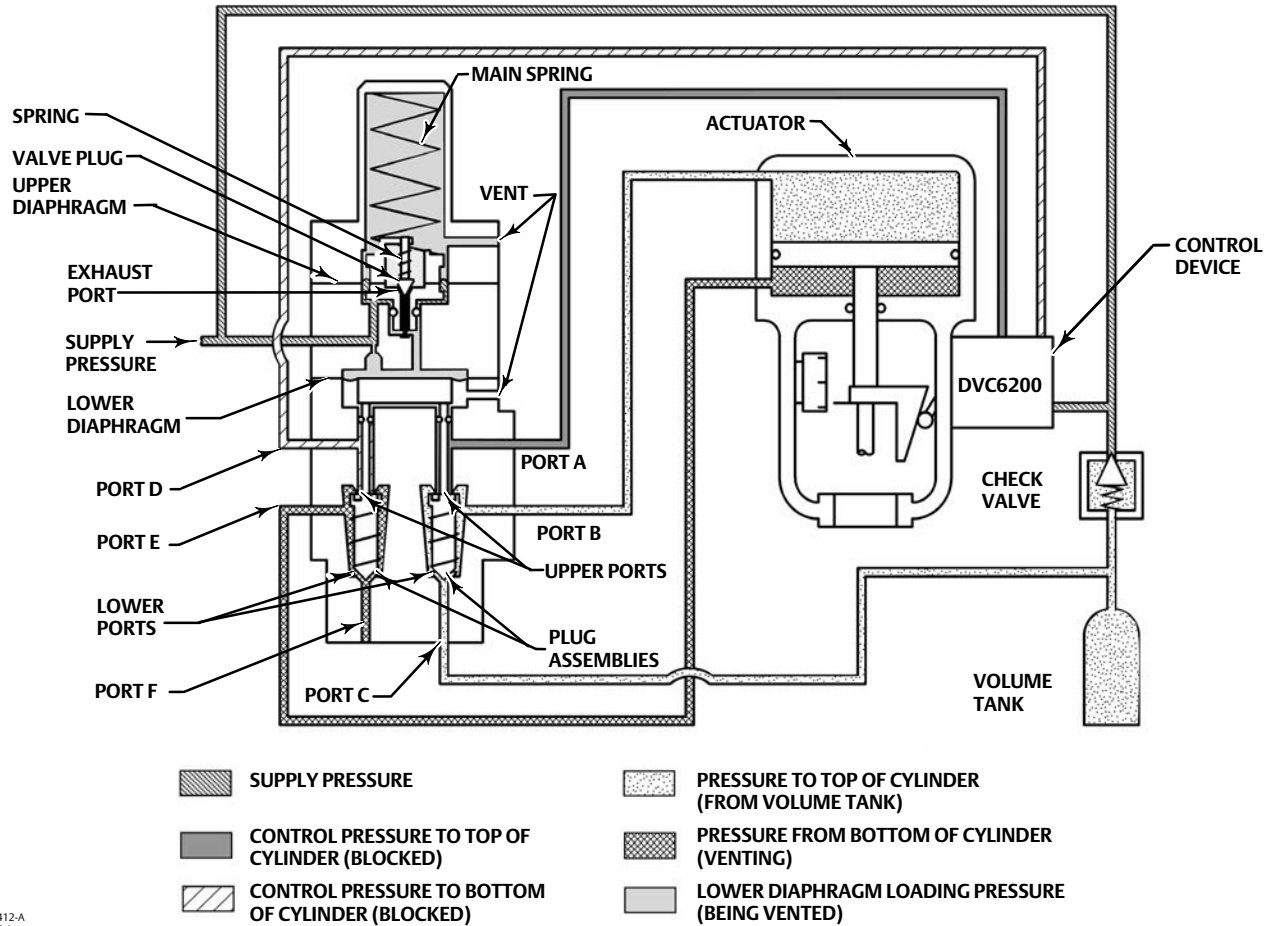 MAIN SPRING
SPRING
ACTUATOR
VALVE PLUG
UPPER
DIAPHRAGM
VENT
CONTROL
DEVICE
EXHAUST
PORT
SUPPLY
PRESSURE
DVC6200
LOWER
DIAPHRAGM
PORT A
CHECK
VALVE
PORT D
PORT E
PORT B
UPPER PORTS
LOWER
PORTS
PLUG
ASSEMBLIES
PORT F
PORT C
VOLUME
TANK
SUPPLY PRESSURE
CONTROL PRESSURE TO TOP OF
CYLINDER (BLOCKED)
CONTROL PRESSURE TO BOTTOM
OF CYLINDER (BLOCKED)
PRESSURE TO TOP OF CYLINDER
(FROM VOLUME TANK)
PRESSURE FROM BOTTOM OF CYLINDER
(VENTING)
LOWER DIAPHRAGM LOADING PRESSURE
(BEING VENTED)
412-A